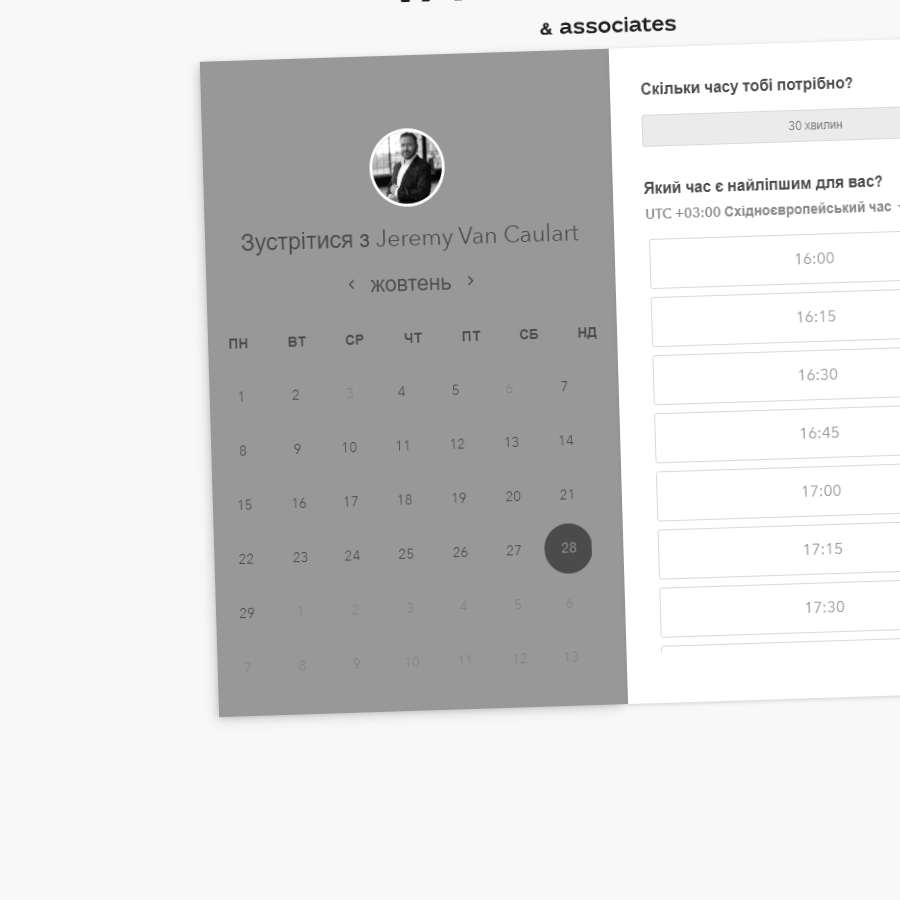 & associates
Зустрітися з Jeremy Van Caulart
жовтень
ПН ВТ СР ЧТ ПТ СБ НД
1 2 3 4 5 6 7
8 9 10 11 12 13 14
15 16 17 18 19 20 21
22 23 24 25 26 27 28
29 1 2 3 4 5 6
7 8 9 10 11 12 13
Скільки часу тобі потрібно?
30 хвилин
Який час є найліпшим для вас?
UTC +03:00 Східноєвропейський час
16:00
16:15
16:30
16:45
17:00
17:15
17:30